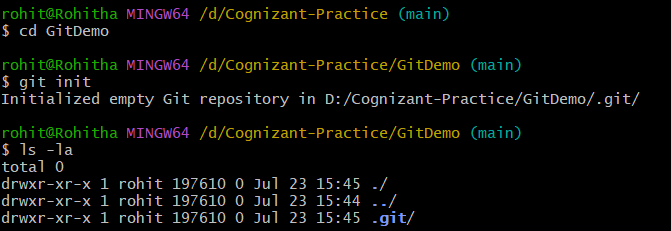 rohit@Rohitha MINGW64 /d/Cognizant-Practice (main)
$ cd GitDemo

rohit@Rohitha MINGW64 /d/Cognizant-Practice/GitDemo (main)
$ git init
Initialized empty Git repository in D:/Cognizant-Practice/GitDemo/.git/

rohit@Rohitha MINGW64 /d/Cognizant-Practice/GitDemo (main)
$ ls -la
total 0
drwxr-xr-x 1 rohit 197610 0 Jul 23 15:45 ./
drwxr-xr-x 1 rohit 197610 0 Jul 23 15:44 ../
drwxr-xr-x 1 rohit 197610 0 Jul 23 15:45 .git/